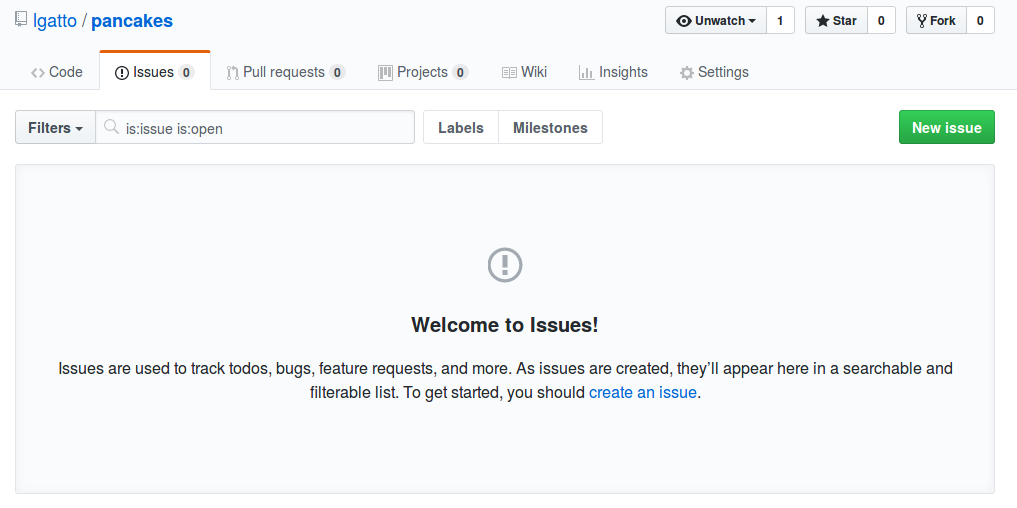 lgatto / pancakes
Unwatch 1
Star 0
Fork 0
Code
Issues 0
Pull requests 0
Projects 0
Wiki
Insights
Settings
Filters
is:issue is:open
Labels
Milestones
New issue
Welcome to Issues!
Issues are used to track todos, bugs, feature requests, and more. As issues are created, they’ll appear here in a searchable and
filterable list. To get started, you should create an issue.